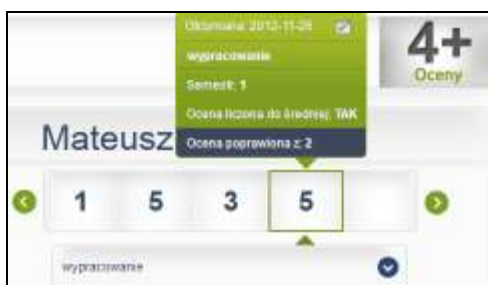 Otrzymana: 2012-11-26
wypracowanie
Semestr: 1
Ocena liczona do średniej: TAK
Ocena poprawiona z: 2
4+
Oceny
Mateusz
1 5 3 5
wypracowanie